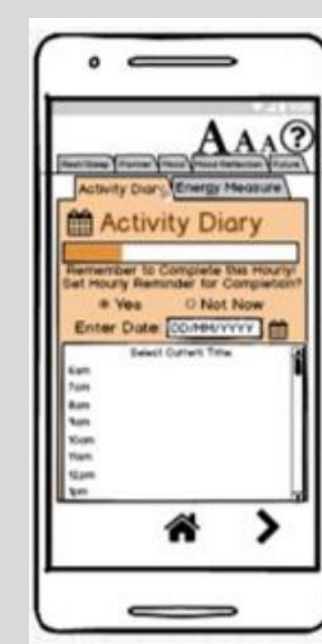 A A A ?
Rest/Sleep Planner Mood Mood Reflection Future
Activity Diary Energy Measure
Activity Diary
Remember to Complete this Hourly!
Set Hourly Reminder for Completion?
Yes Not Now
Enter Date DD/MM/YYYY
Select Current Time
6am
7am
8am
9am
10am
11am
12pm
1pm